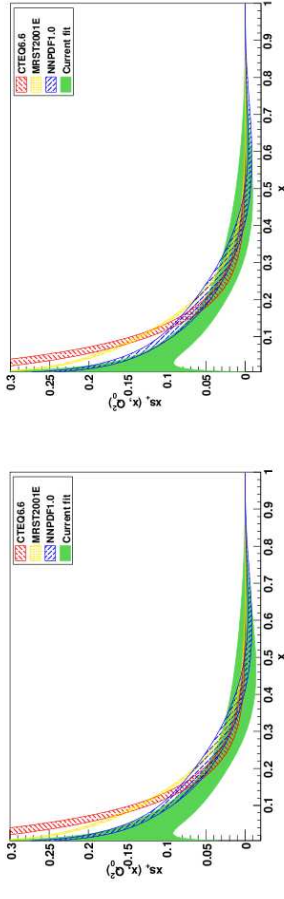 xs₊ (x, Q₀²)
0.3
0.25
0.2
0.15
0.1
0.05
0
CTEQ6.6
MRST2001E
NNPDF1.0
Current fit
0.1 0.2 0.3 0.4 0.5 0.6 0.7 0.8 0.9 1
x
xs₊ (x, Q₀²)
0.3
0.25
0.2
0.15
0.1
0.05
0
CTEQ6.6
MRST2001E
NNPDF1.0
Current fit
0.1 0.2 0.3 0.4 0.5 0.6 0.7 0.8 0.9 1
x